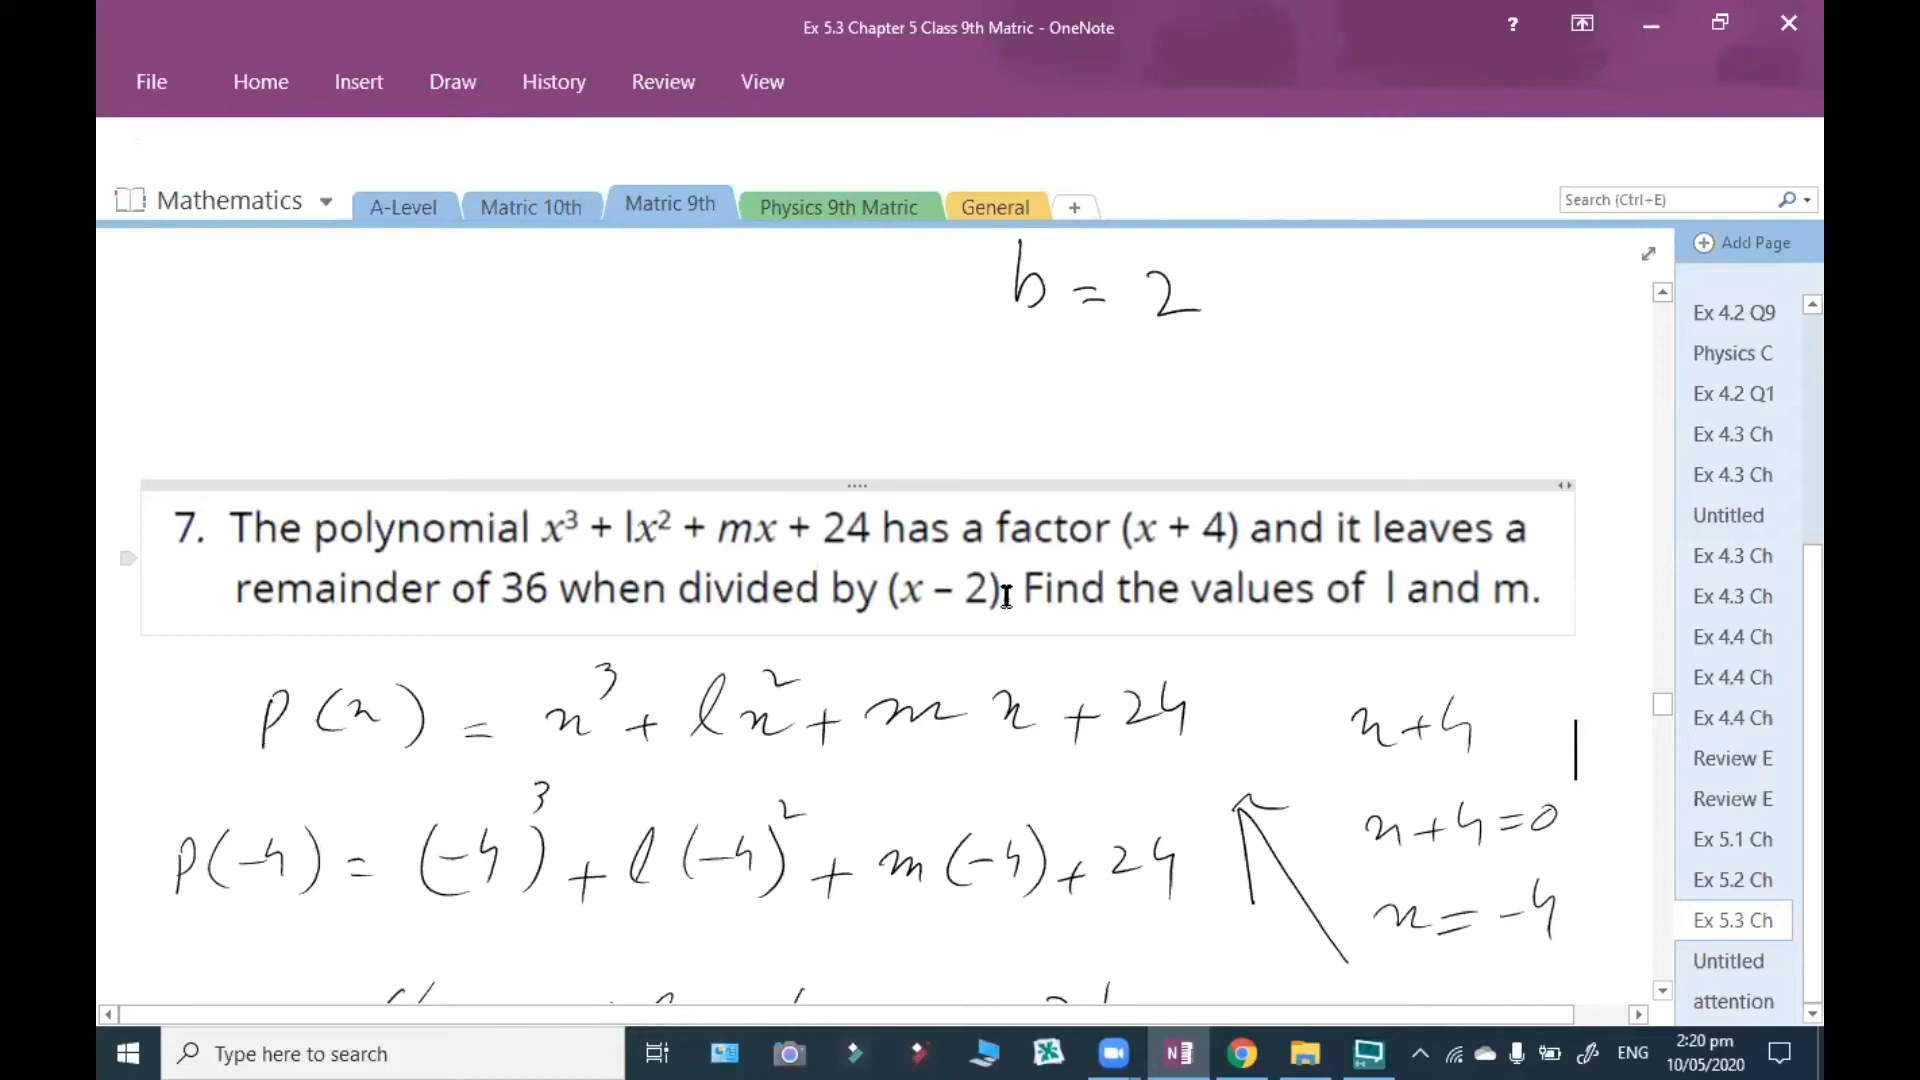 Ex 5.3 Chapter 5 Class 9th Matric - OneNote
?
File Home Insert Draw History Review View
Mathematics A-Level Matric 10th Matric 9th Physics 9th Matric General +
Search (Ctrl+E)
Add Page
b = 2
7. The polynomial x³ + lx² + mx + 24 has a factor (x + 4) and it leaves a
remainder of 36 when divided by (x – 2). Find the values of l and m.
P(x) = x³ + lx² + mx + 24
P(-4) = (-4)³ + l(-4)² + m(-4) + 24
x+4
x+4=0
x=-4
Ex 4.2 Q9
Physics C
Ex 4.2 Q1
Ex 4.3 Ch
Ex 4.3 Ch
Untitled
Ex 4.3 Ch
Ex 4.3 Ch
Ex 4.4 Ch
Ex 4.4 Ch
Ex 4.4 Ch
Review E
Review E
Ex 5.1 Ch
Ex 5.2 Ch
Ex 5.3 Ch
Untitled
attention
Type here to search
N
ENG
2:20 pm
10/05/2020